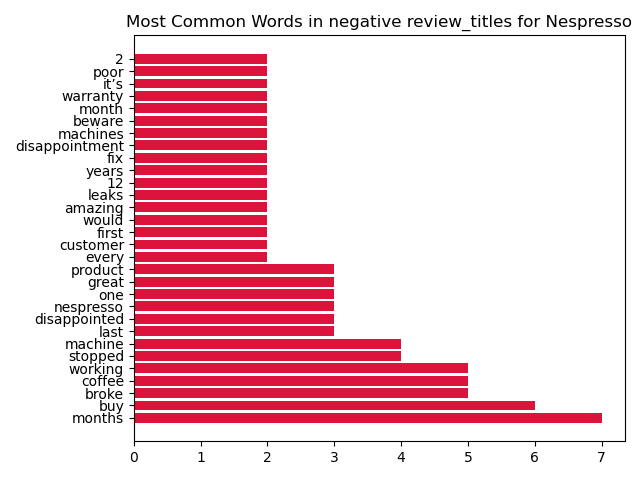 Most Common Words in negative review_titles for Nespresso
2
poor
it’s
warranty
month
beware
machines
disappointment
fix
years
12
leaks
amazing
would
first
customer
every
product
great
one
nespresso
disappointed
last
machine
stopped
working
coffee
broke
buy
months
0 1 2 3 4 5 6 7